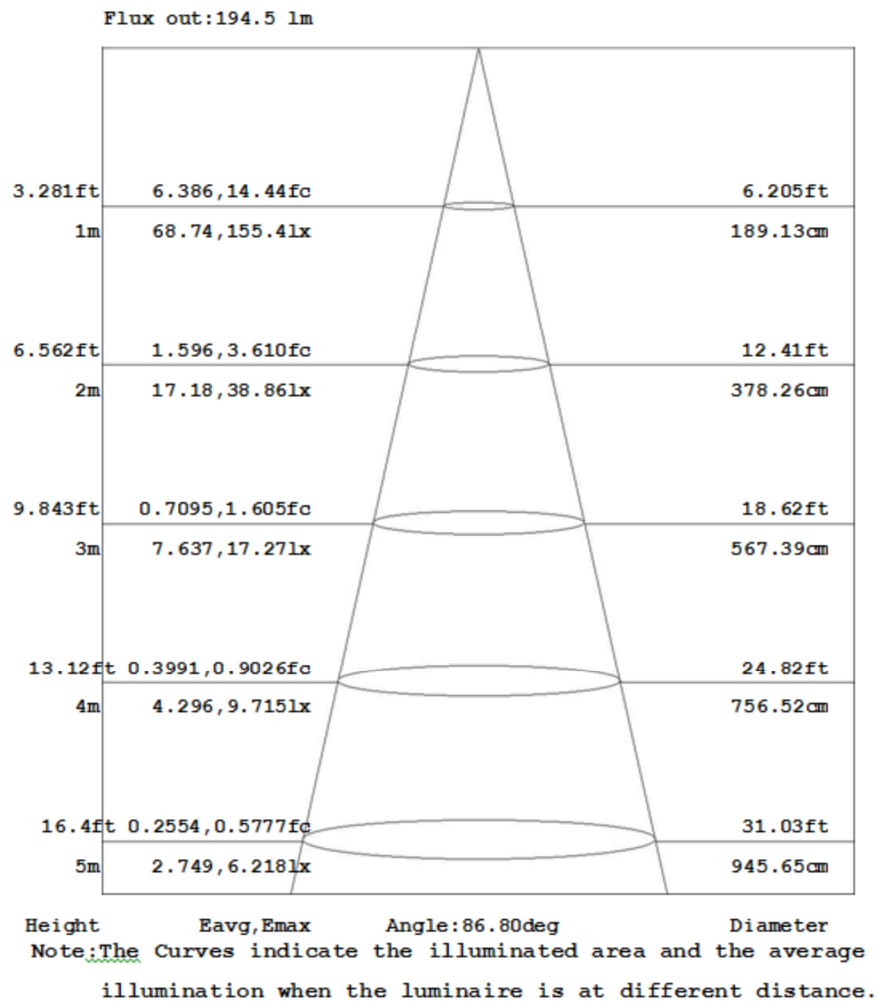 Flux out:194.5 lm
3.281ft 6.386,14.44fc 6.205ft
1m 68.74,155.4lx 189.13cm
6.562ft 1.596,3.610fc 12.41ft
2m 17.18,38.86lx 378.26cm
9.843ft 0.7095,1.605fc 18.62ft
3m 7.637,17.27lx 567.39cm
13.12ft 0.3991,0.9026fc 24.82ft
4m 4.296,9.715lx 756.52cm
16.4ft 0.2554,0.5777fc 31.03ft
5m 2.749,6.218lx 945.65cm
Height Eavg,Emax Angle:86.80deg Diameter
Note:The Curves indicate the illuminated area and the average
illumination when the luminaire is at different distance.